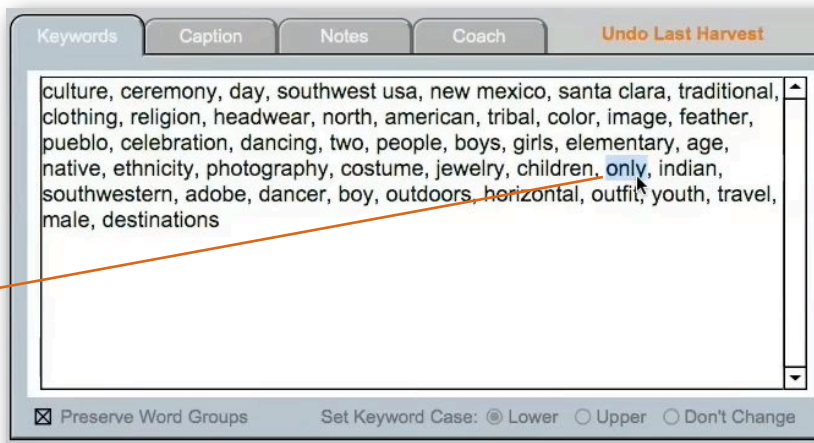 Keywords Caption Notes Coach Undo Last Harvest
culture, ceremony, day, southwest usa, new mexico, santa clara, traditional,
clothing, religion, headwear, north, american, tribal, color, image, feather,
pueblo, celebration, dancing, two, people, boys, girls, elementary, age,
native, ethnicity, photography, costume, jewelry, children, only, indian,
southwestern, adobe, dancer, boy, outdoors, horizontal, outfit, youth, travel,
male, destinations
Preserve Word Groups Set Keyword Case: Lower Upper Don't Change